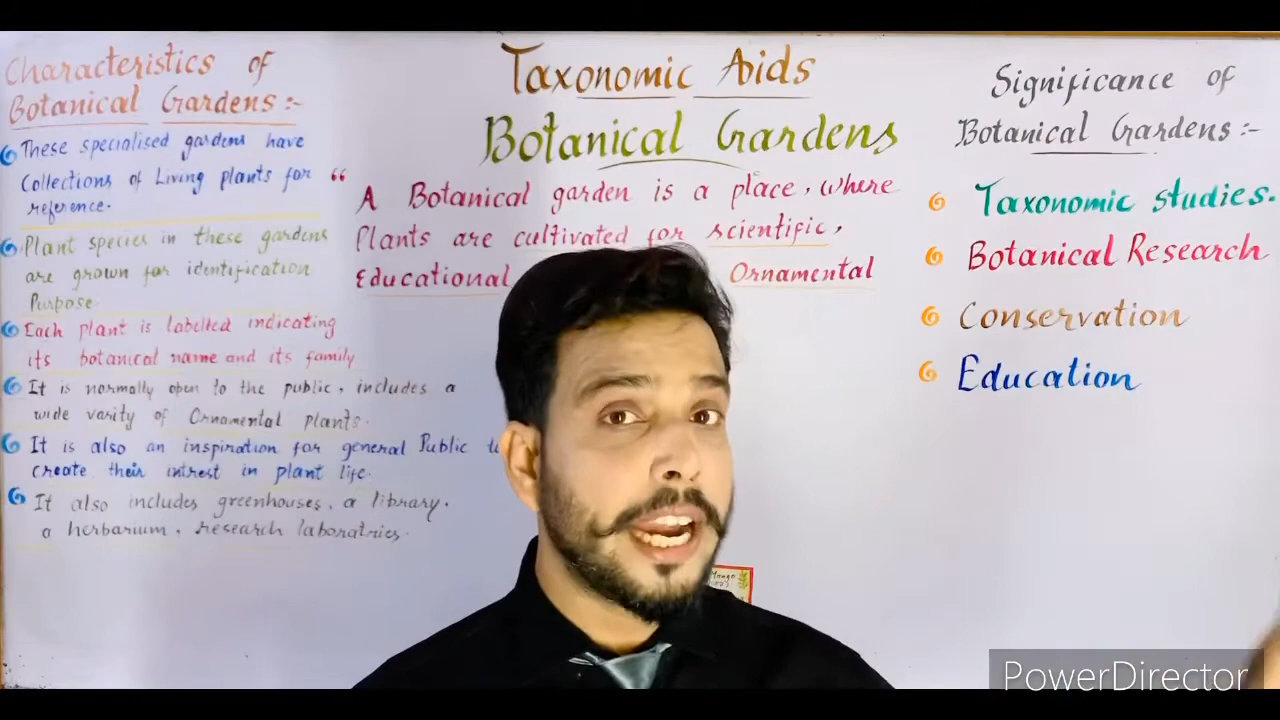 Characteristics of
Botanical Gardens :-
These specialised gardens have
Collections of Living plants for
reference.
Plant species in these gardens
are grown for identification
Purpose
Each plant is labelled indicating
its botanical name and its family
It is normally open to the public, includes a
wide varity of Ornamental plants.
It is also an inspiration for general Public to
create their intrest in plant life.
It also includes greenhouses, a library.
a herbarium, research laboratries.
Taxonomic Aids
Botanical Gardens
“ A Botanical garden is a place, where
Plants are cultivated for scientific,
Educational Ornamental
Significance of
Botanical Gardens :-
Taxonomic studies.
Botanical Research
Conservation
Education
Mango
PowerDirector